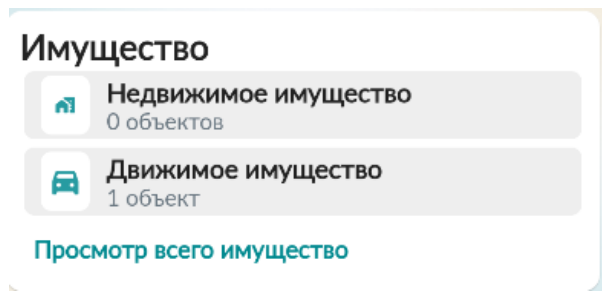 Имущество
Недвижимое имущество
0 объектов
Движимое имущество
1 объект
Просмотр всего имущество